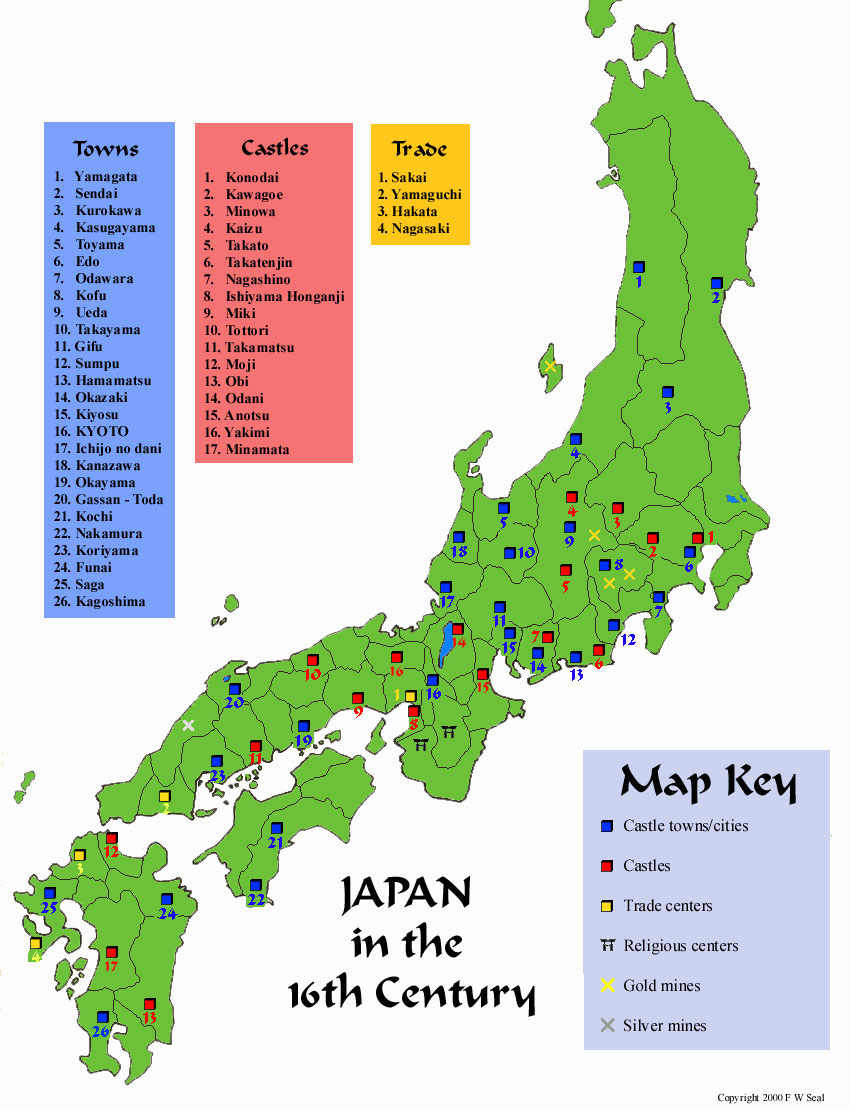 Towns
1. Yamagata
2. Sendai
3. Kurokawa
4. Kasugayama
5. Toyama
6. Edo
7. Odawara
8. Kofu
9. Ueda
10. Takayama
11. Gifu
12. Sumpu
13. Hamamatsu
14. Okazaki
15. Kiyosu
16. KYOTO
17. Ichijo no dani
18. Kanazawa
19. Okayama
20. Gassan - Toda
21. Kochi
22. Nakamura
23. Koriyama
24. Funai
25. Saga
26. Kagoshima
Castles
1. Konodai
2. Kawagoe
3. Minowa
4. Kaizu
5. Takato
6. Takatenjin
7. Nagashino
8. Ishiyama Honganji
9. Miki
10. Tottori
11. Takamatsu
12. Moji
13. Obi
14. Odani
15. Anotsu
16. Yakimi
17. Minamata
Trade
1. Sakai
2. Yamaguchi
3. Hakata
4. Nagasaki
1
2
3
4
4
5
3
9
18
10
2
1
6
5
8
17
7
11
14
15
7
12
14
13
6
10
16
16
15
20
1
9
8
19
11
23
2
21
12
3
22
25
24
4
17
13
26
JAPAN
in the
16th Century
Map Key
Castle towns/cities
Castles
Trade centers
Religious centers
Gold mines
Silver mines
Copyright 2000 F W Seal